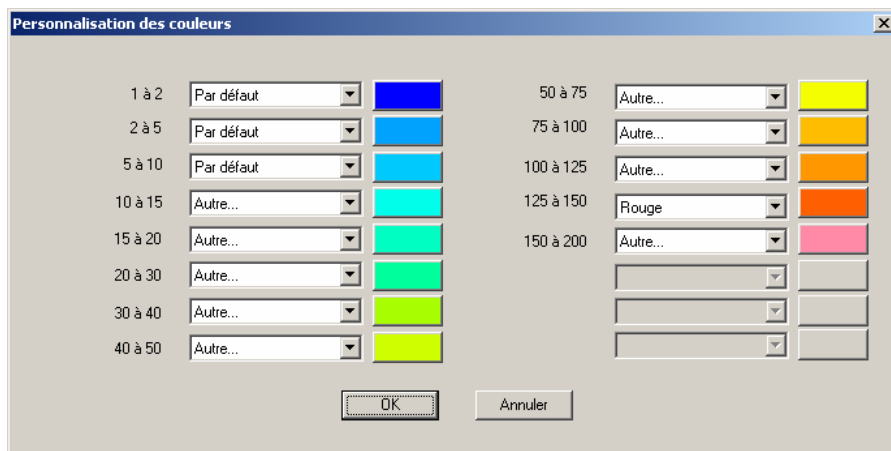 Personnalisation des couleurs
1 à 2 Par défaut
2 à 5 Par défaut
5 à 10 Par défaut
10 à 15 Autre...
15 à 20 Autre...
20 à 30 Autre...
30 à 40 Autre...
40 à 50 Autre...
50 à 75 Autre...
75 à 100 Autre...
100 à 125 Autre...
125 à 150 Rouge
150 à 200 Autre...
OK Annuler